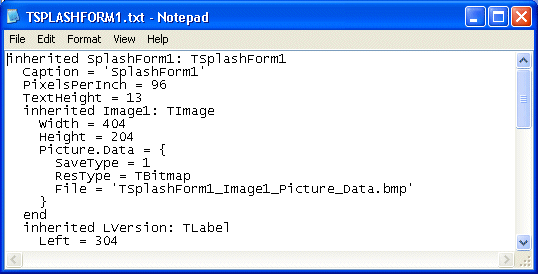 TSPLASHFORM1.txt - Notepad
File Edit Format View Help
inherited SplashForm1: TSplashForm1
Caption = 'SplashForm1'
PixelsPerInch = 96
TextHeight = 13
inherited Image1: TImage
Width = 404
Height = 204
Picture.Data = {
SaveType = 1
ResType = TBitmap
File = 'TSplashForm1_Image1_Picture_Data.bmp'
}
end
inherited LVersion: TLabel
Left = 304